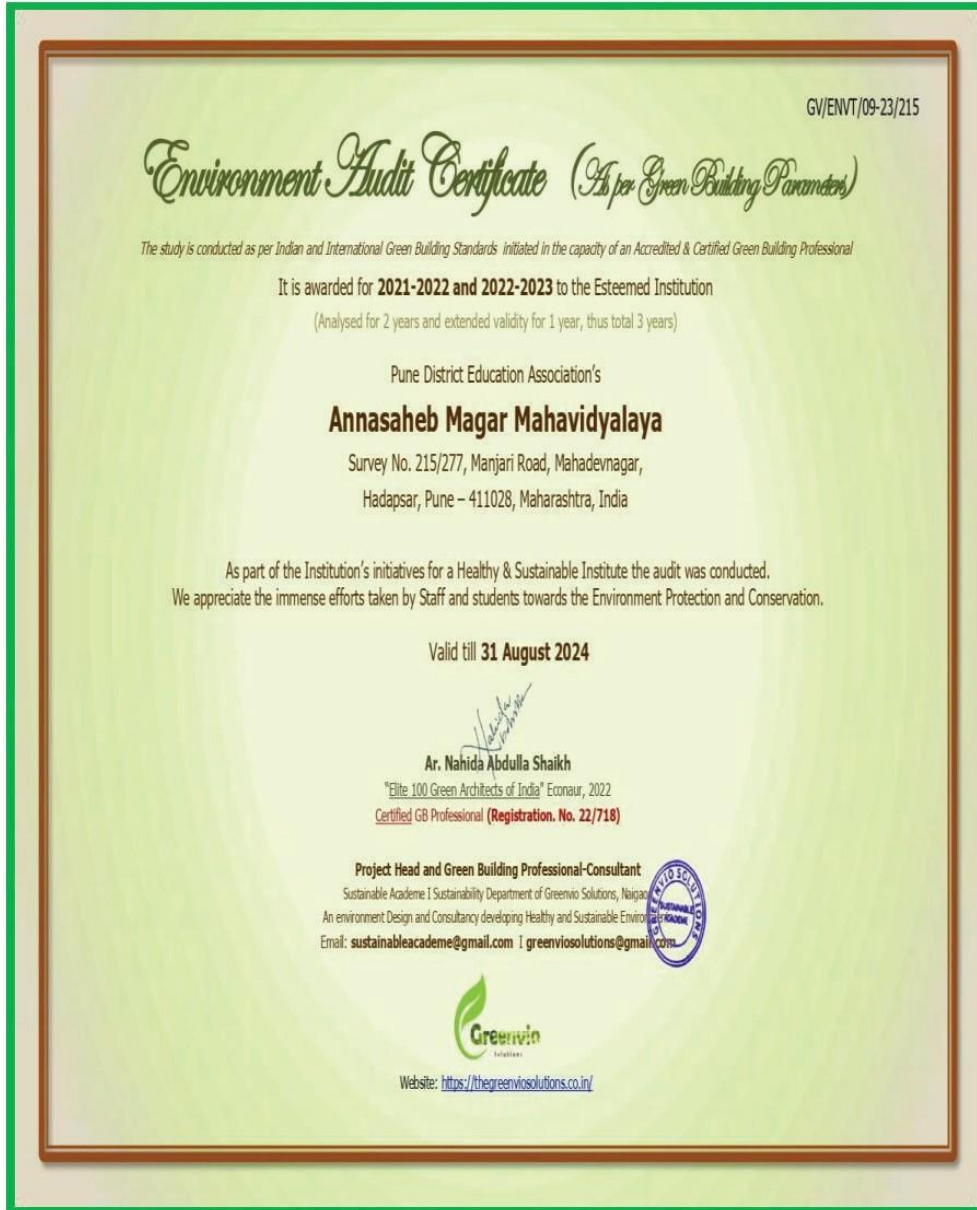 GV/ENVT/09-23/215
Environment Audit Certificate (As per Green Building Parameters)
The study is conducted as per Indian and International Green Building Standards initiated in the capacity of an Accredited & Certified Green Building Professional
It is awarded for 2021-2022 and 2022-2023 to the Esteemed Institution
(Analysed for 2 years and extended validity for 1 year, thus total 3 years)
Pune District Education Association's
Annasaheb Magar Mahavidyalaya
Survey No. 215/277, Manjari Road, Mahadevnagar,
Hadapsar, Pune – 411028, Maharashtra, India
As part of the Institution's initiatives for a Healthy & Sustainable Institute the audit was conducted.
We appreciate the immense efforts taken by Staff and students towards the Environment Protection and Conservation.
Valid till 31 August 2024
Ar. Nahida Abdulla Shaikh
"Elite 100 Green Architects of India" Econaur, 2022
Certified GB Professional (Registration. No. 22/718)
Project Head and Green Building Professional-Consultant
Sustainable Academe I Sustainability Department of Greenvio Solutions, Naigao
An environment Design and Consultancy developing Healthy and Sustainable
Email: sustainableacademe@gmail.com I greenviosolutions@gmail.com
GREENVIO SOLUTIONS
SUSTAINABLE
ACADEME
Greenvio
Solutions
Website: https://thegreenviosolutions.co.in/